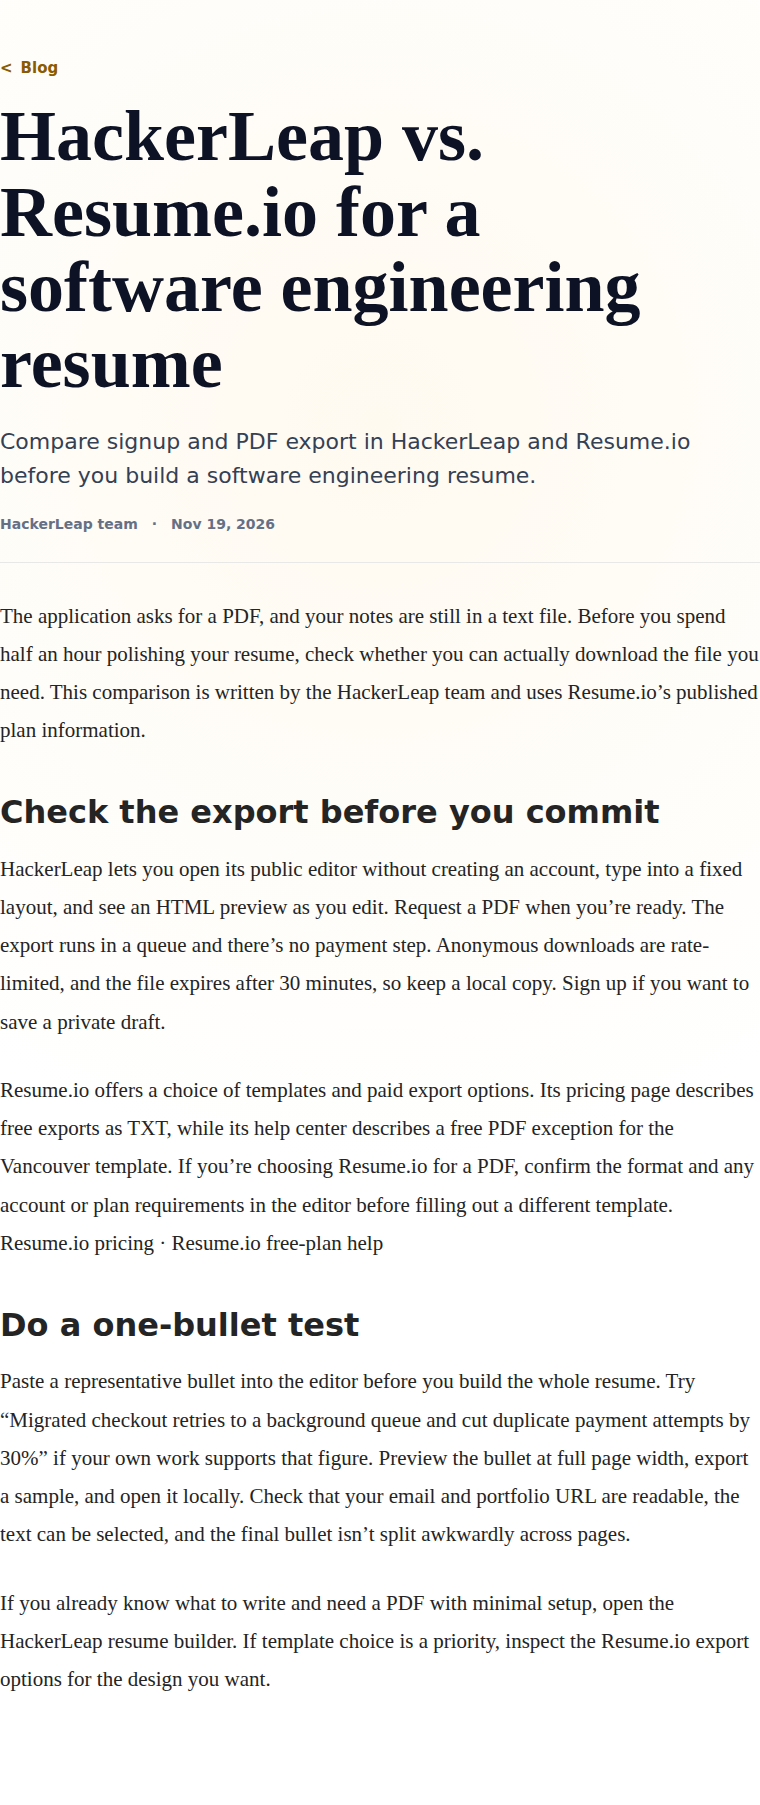 < Blog
HackerLeap vs.
Resume.io for a
software engineering
resume
Compare signup and PDF export in HackerLeap and Resume.io
before you build a software engineering resume.
HackerLeap team · Nov 19, 2026
The application asks for a PDF, and your notes are still in a text file. Before you spend
half an hour polishing your resume, check whether you can actually download the file you
need. This comparison is written by the HackerLeap team and uses Resume.io’s published
plan information.
Check the export before you commit
HackerLeap lets you open its public editor without creating an account, type into a fixed
layout, and see an HTML preview as you edit. Request a PDF when you’re ready. The
export runs in a queue and there’s no payment step. Anonymous downloads are rate-
limited, and the file expires after 30 minutes, so keep a local copy. Sign up if you want to
save a private draft.
Resume.io offers a choice of templates and paid export options. Its pricing page describes
free exports as TXT, while its help center describes a free PDF exception for the
Vancouver template. If you’re choosing Resume.io for a PDF, confirm the format and any
account or plan requirements in the editor before filling out a different template.
Resume.io pricing · Resume.io free-plan help
Do a one-bullet test
Paste a representative bullet into the editor before you build the whole resume. Try
“Migrated checkout retries to a background queue and cut duplicate payment attempts by
30%” if your own work supports that figure. Preview the bullet at full page width, export
a sample, and open it locally. Check that your email and portfolio URL are readable, the
text can be selected, and the final bullet isn’t split awkwardly across pages.
If you already know what to write and need a PDF with minimal setup, open the
HackerLeap resume builder. If template choice is a priority, inspect the Resume.io export
options for the design you want.